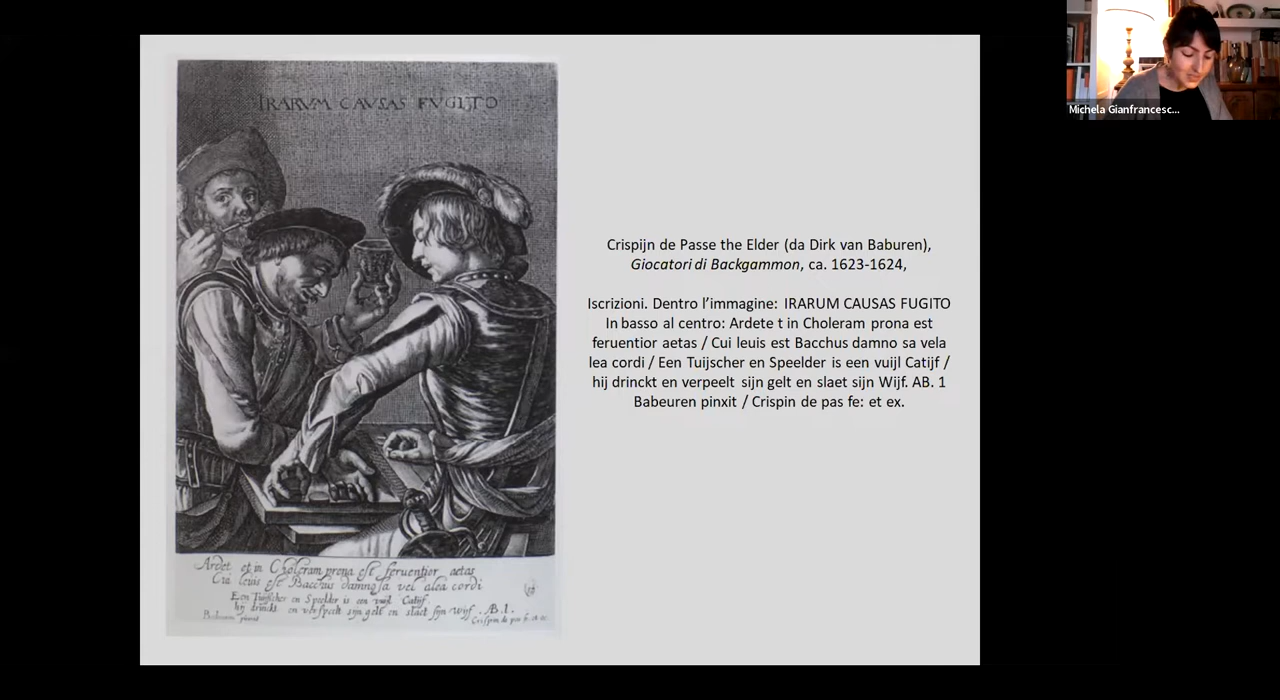 IRARVM CAVSAS FVGITO
Ardet et in Choleram prona est feruentior aetas
Cui leuis est Bacchus damnosa vel alea cordi
Een Tuijscher en Speelder is een vuijl Catijf.
hij drinckt en verspeelt sijn gelt en slaet sijn Wijf. AB. 1.
Crispijn de Passe the Elder (da Dirk van Baburen),
Giocatori di Backgammon, ca. 1623-1624,
Iscrizioni. Dentro l’immagine: IRARUM CAUSAS FUGITO
In basso al centro: Ardete t in Choleram prona est
feruentior aetas / Cui leuis est Bacchus damno sa vela
lea cordi / Een Tuijscher en Speelder is een vuijl Catijf /
hij drinckt en verpeelt sijn gelt en slaet sijn Wijf. AB. 1
Babeuren pinxit / Crispin de pas fe: et ex.
Michela Gianfrancesc...